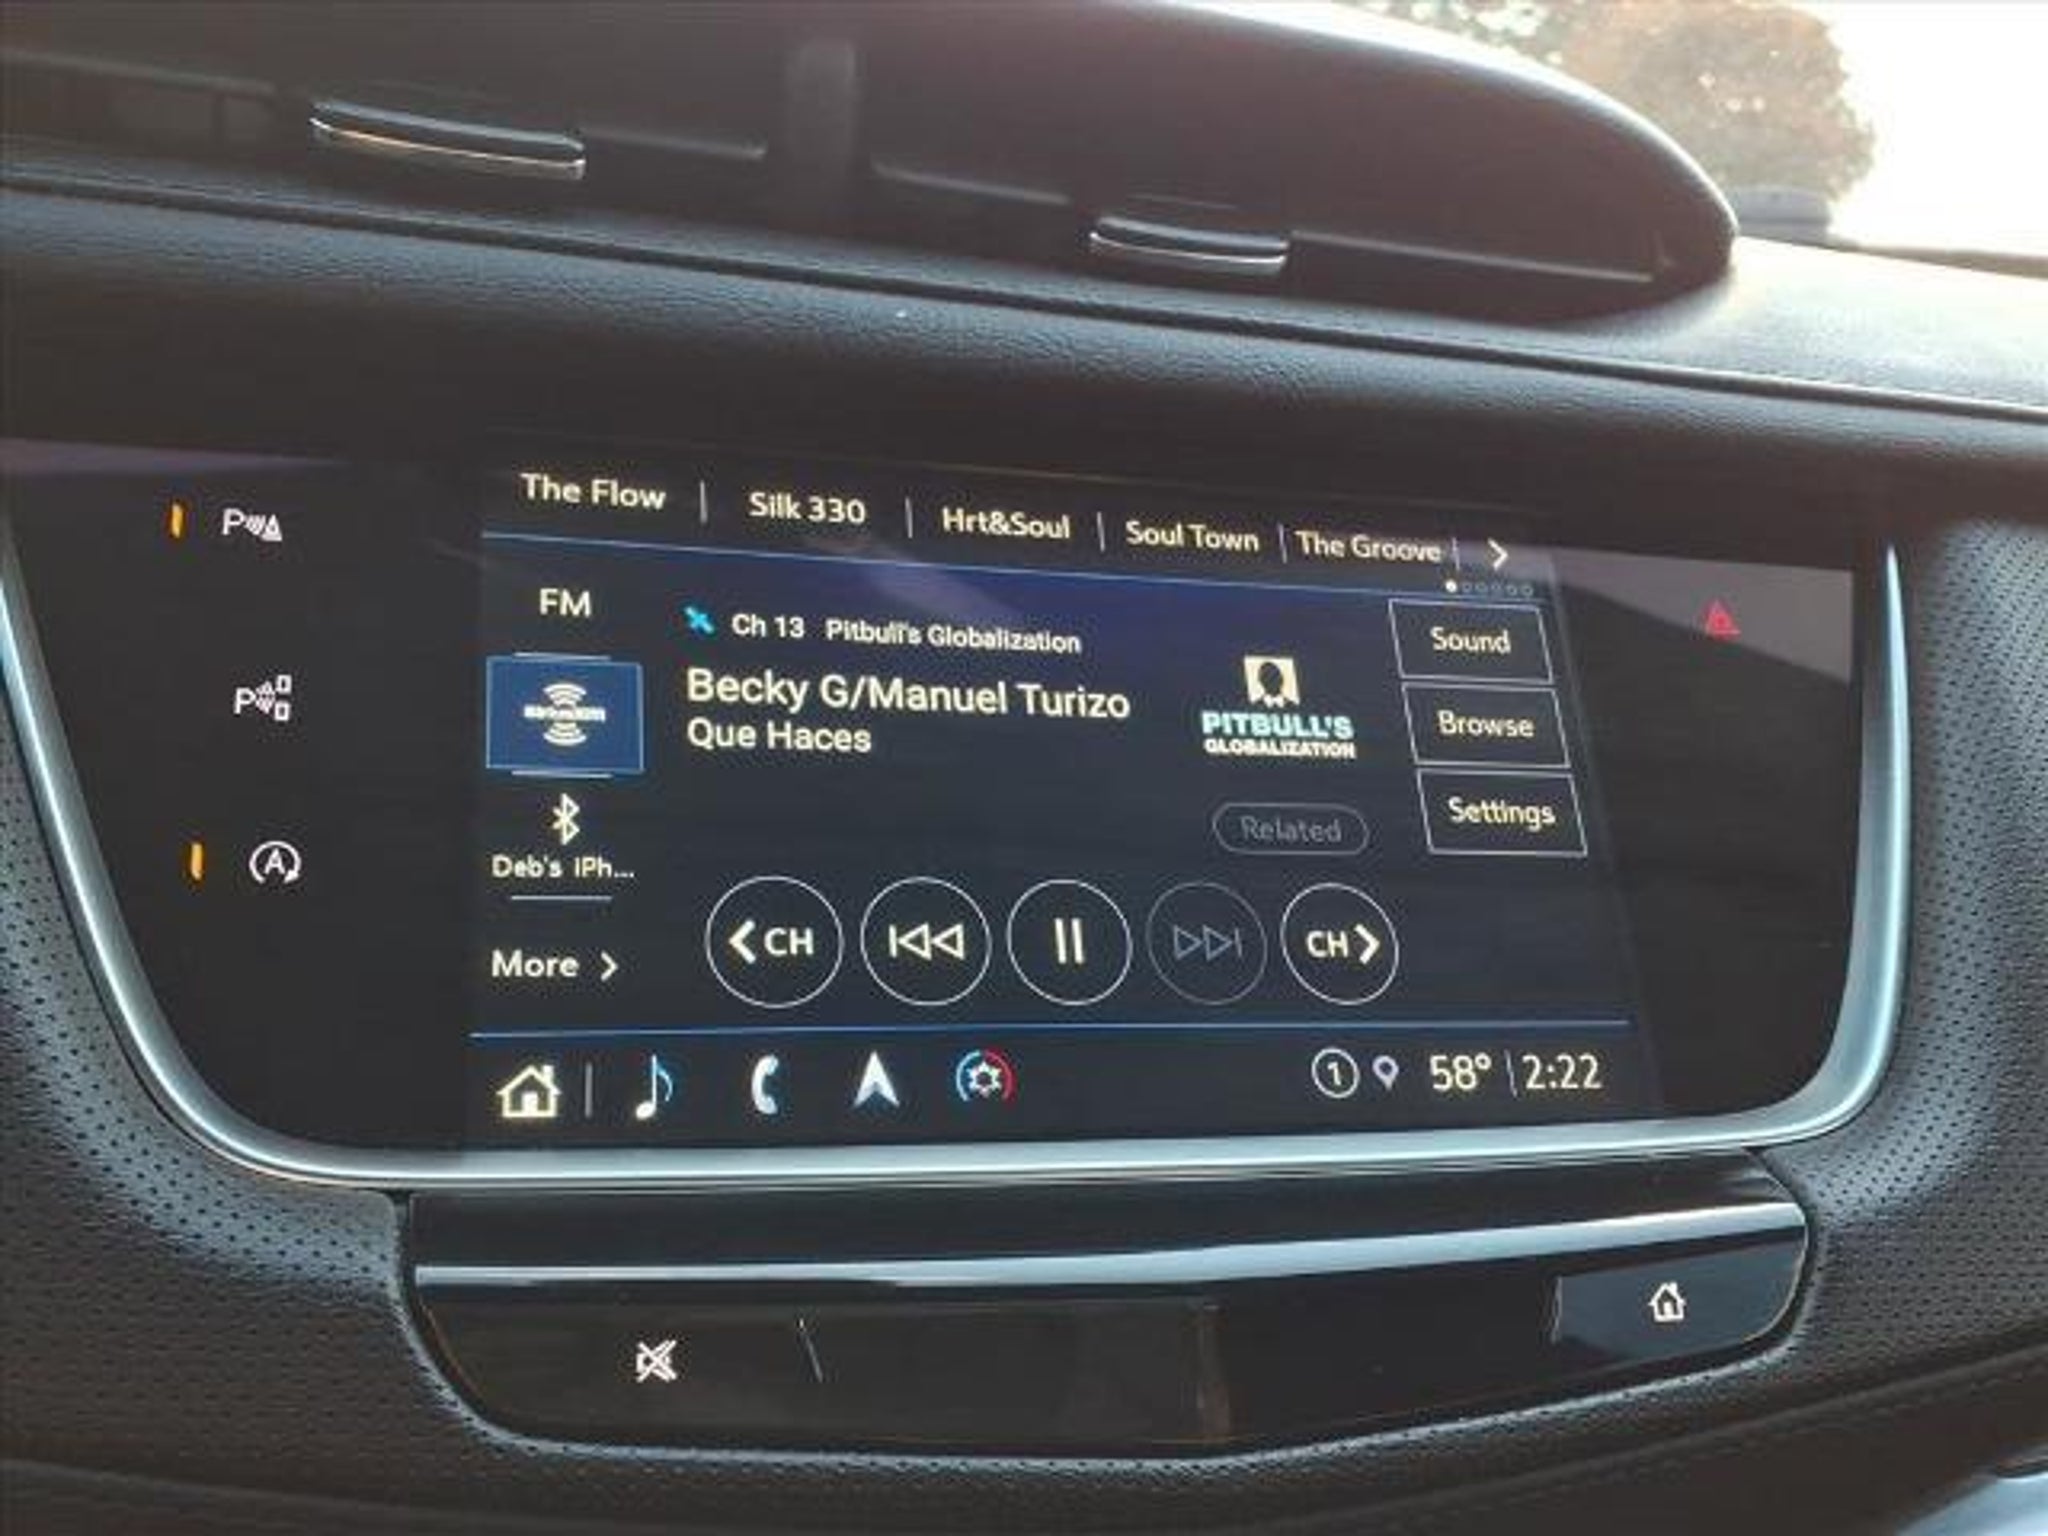 The Flow | Silk 330 | Hrt&Soul | Soul Town | The Groove
FM
Ch 13 Pitbull's Globalization
Becky G/Manuel Turizo
Que Haces
PITBULL'S
GLOBALIZATION
Sound
Browse
Settings
Related
Deb's iPh...
More
CH
CH
1 58° 2:22
P
P
A